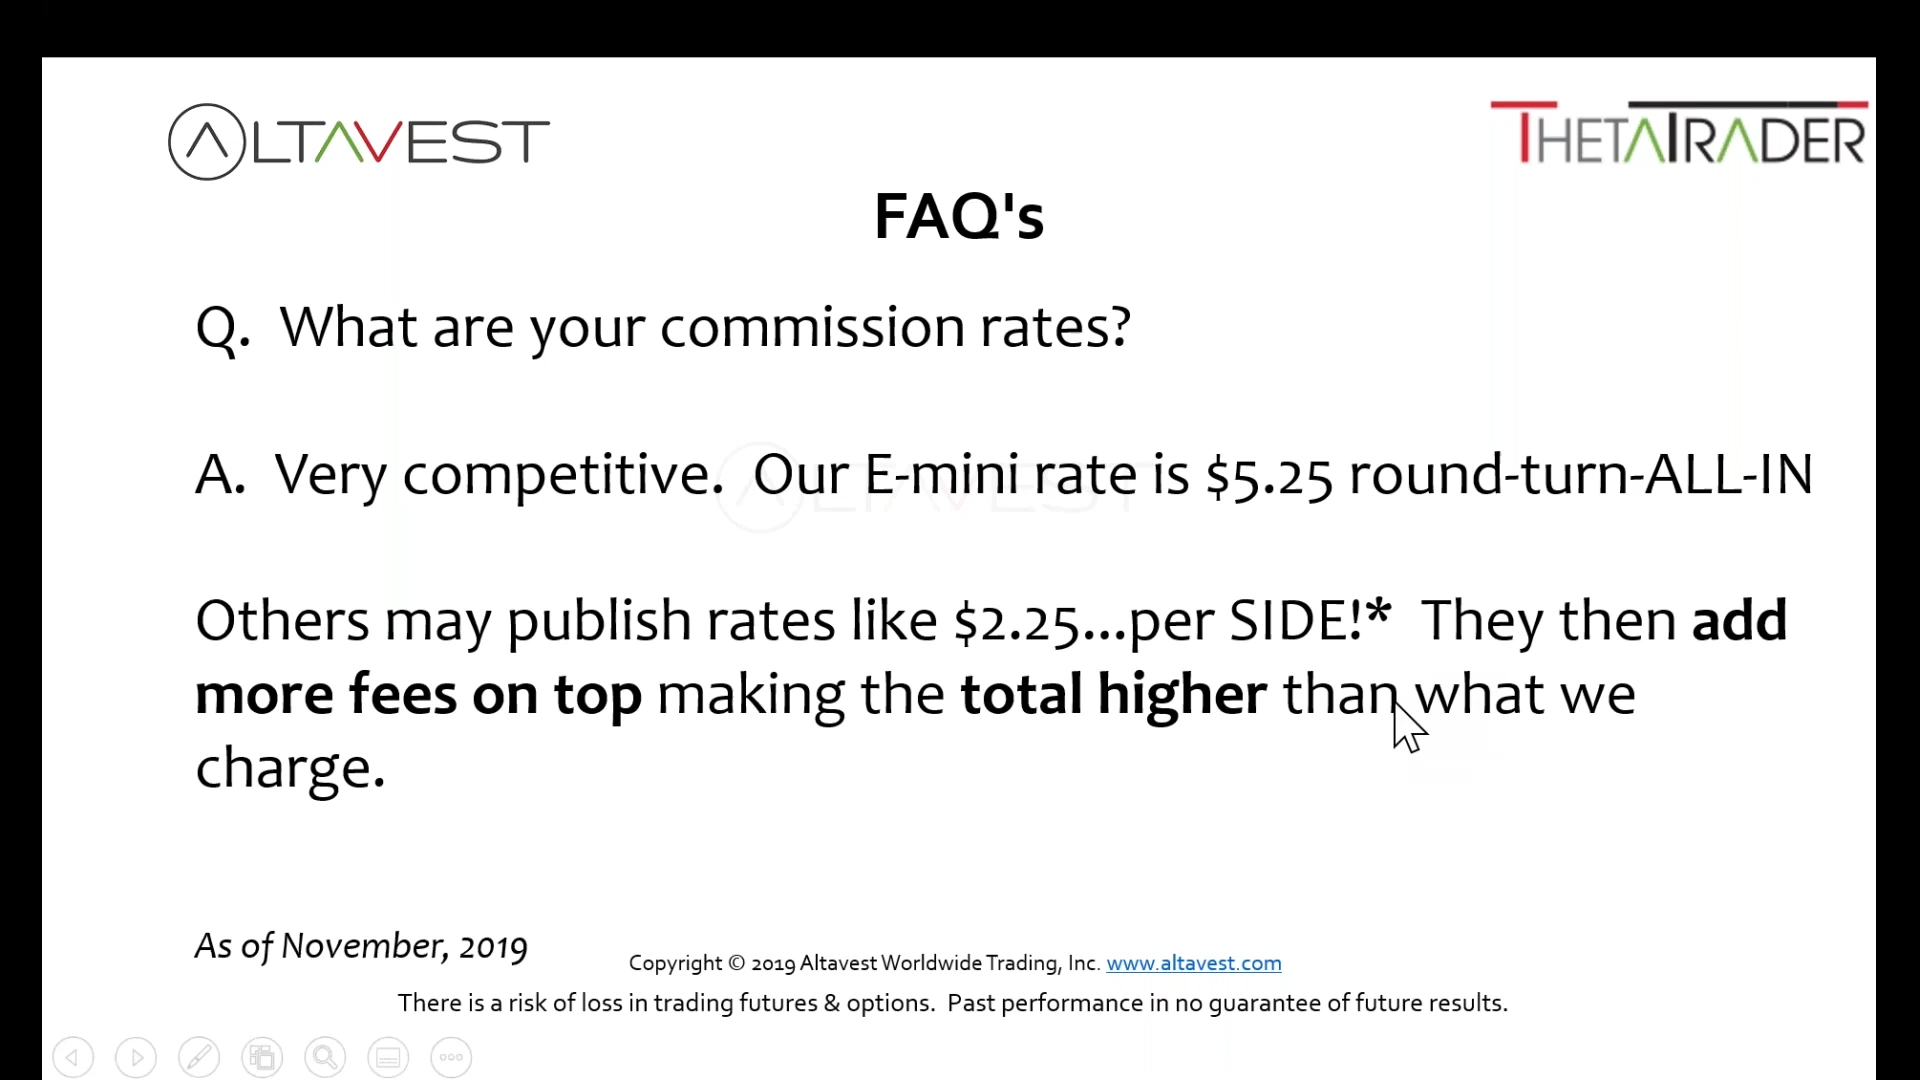 ALTAVEST
THETATRADER
FAQ's
Q. What are your commission rates?
A. Very competitive. Our E-mini rate is $5.25 round-turn-ALL-IN
ALTAVEST
Others may publish rates like $2.25...per SIDE!* They then add
more fees on top making the total higher than what we
charge.
As of November, 2019
Copyright © 2019 Altavest Worldwide Trading, Inc. www.altavest.com
There is a risk of loss in trading futures & options. Past performance in no guarantee of future results.